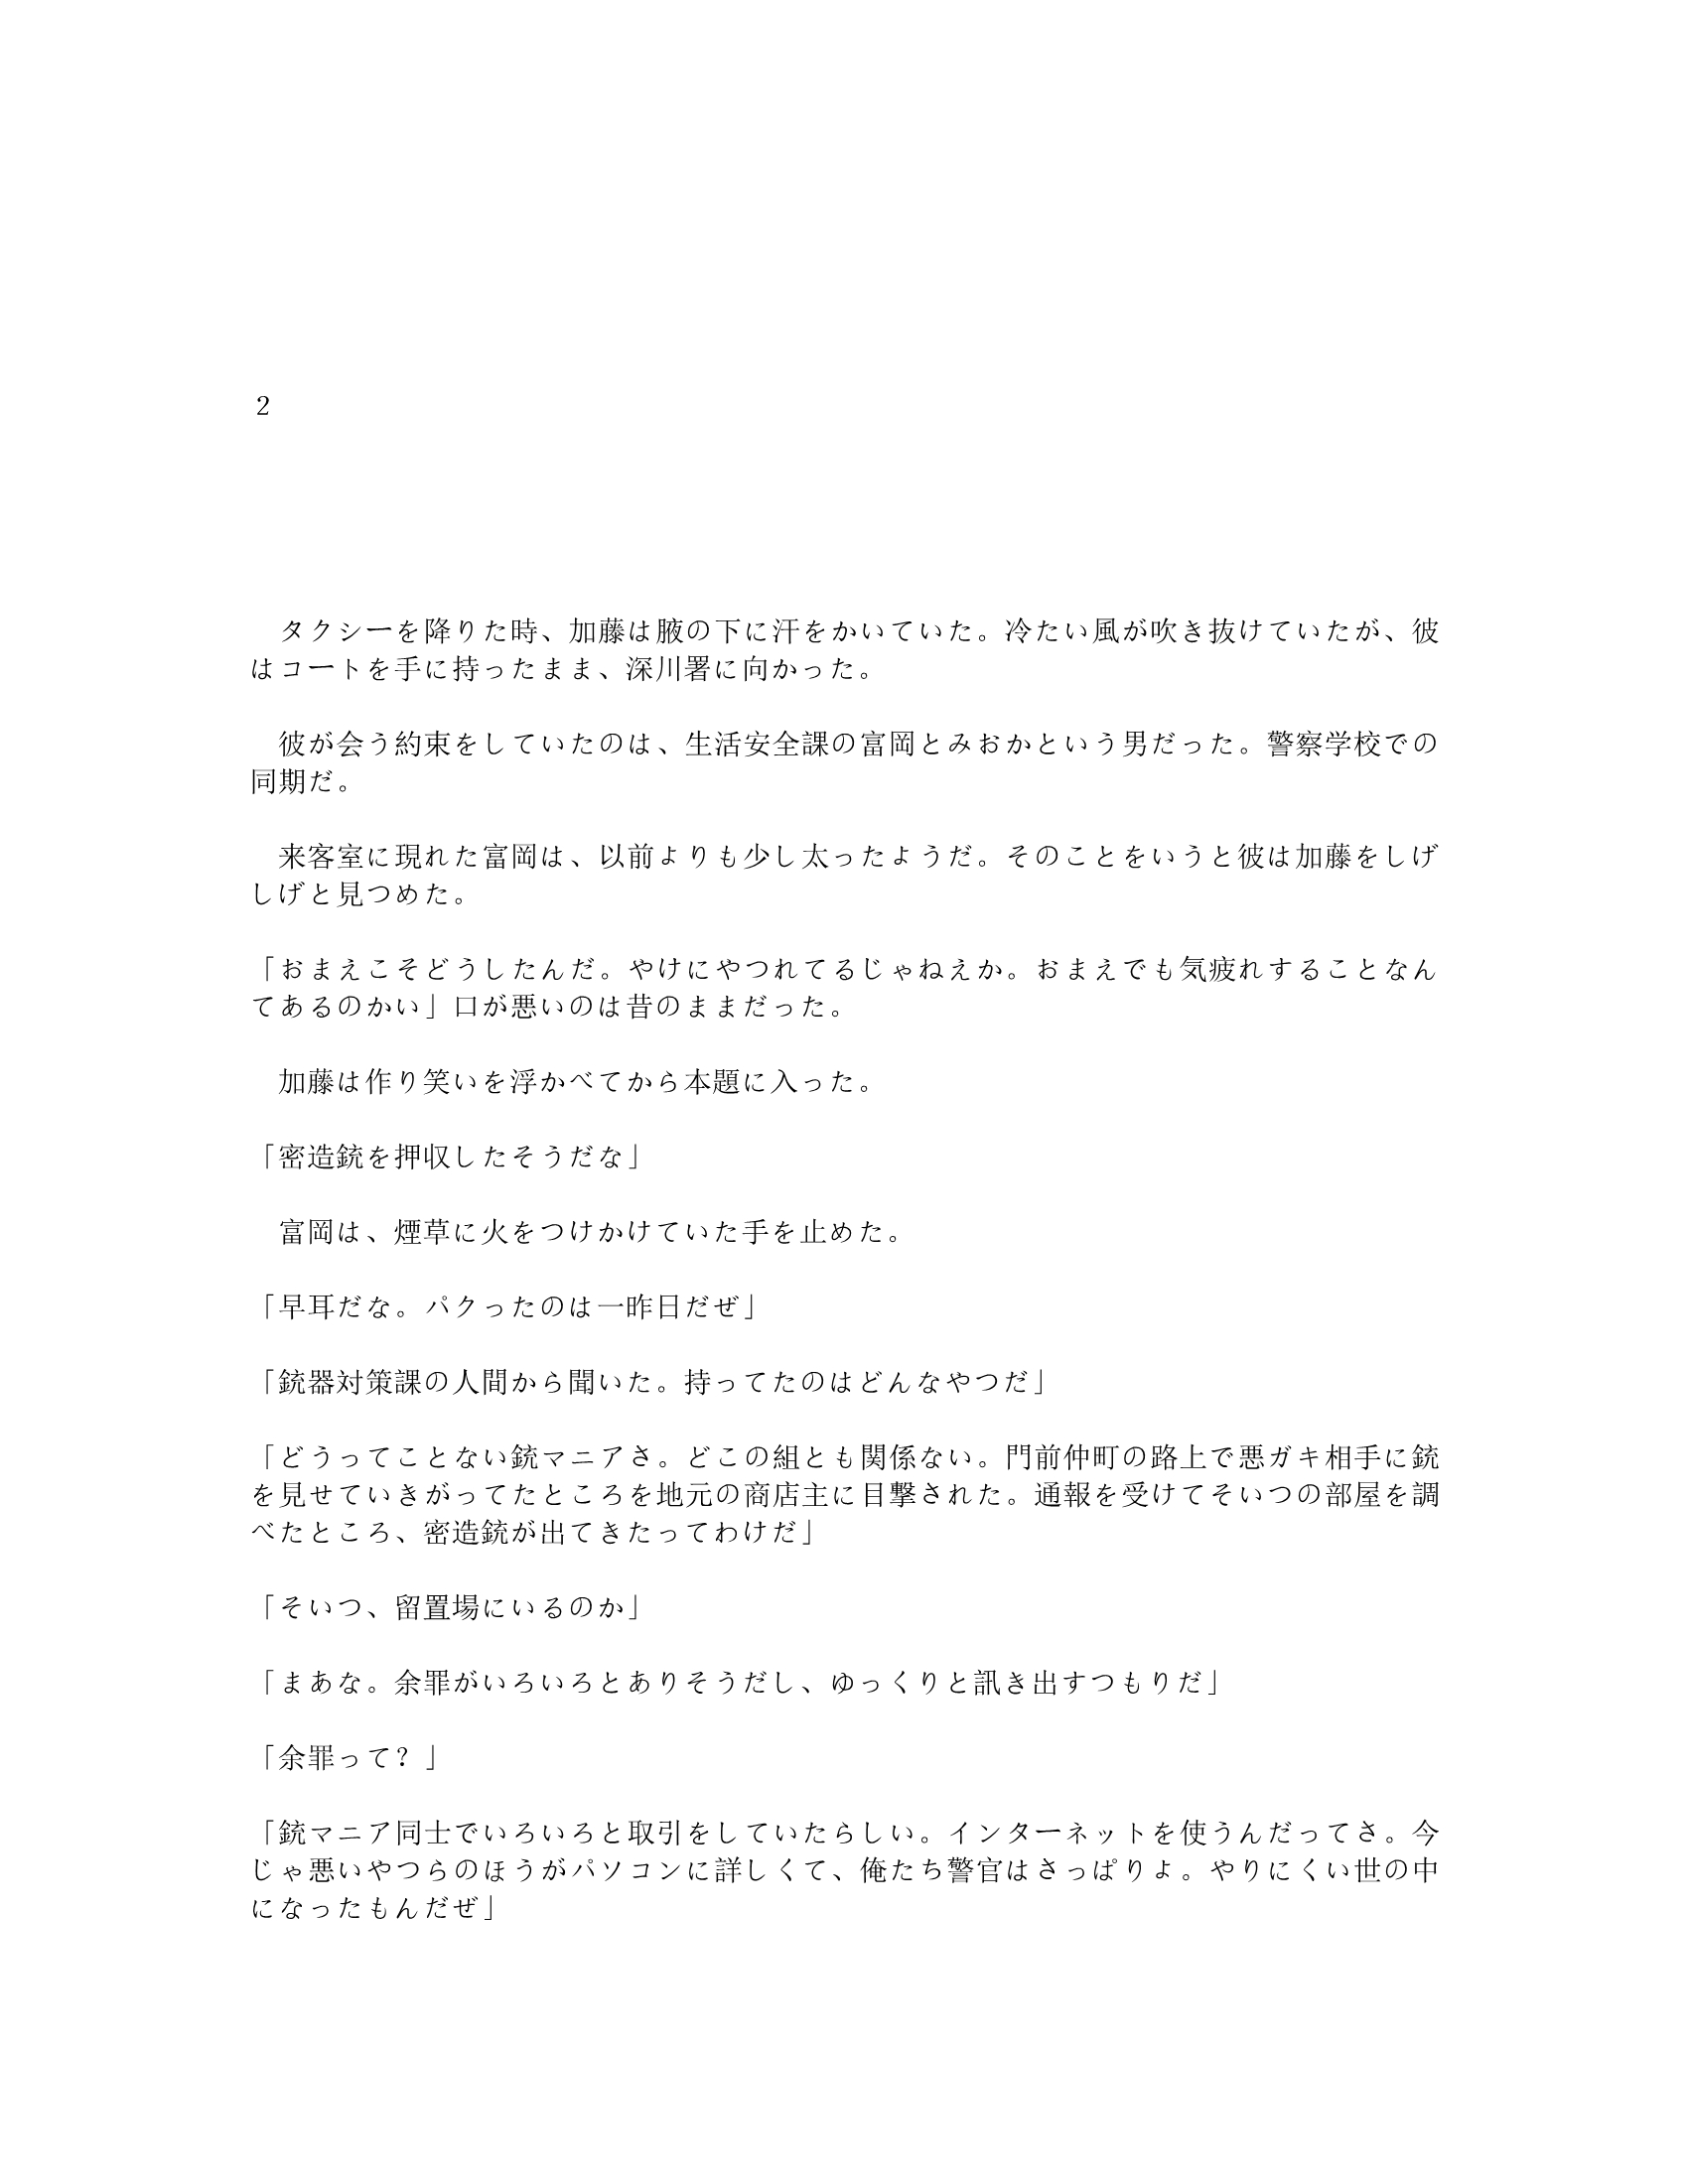 ２
　タクシーを降りた時、加藤は腋の下に汗をかいていた。冷たい風が吹き抜けていたが、彼
はコートを手に持ったまま、深川署に向かった。
　彼が会う約束をしていたのは、生活安全課の富岡とみおかという男だった。警察学校での
同期だ。
　来客室に現れた富岡は、以前よりも少し太ったようだ。そのことをいうと彼は加藤をしげ
しげと見つめた。
「おまえこそどうしたんだ。やけにやつれてるじゃねえか。おまえでも気疲れすることなん
てあるのかい」口が悪いのは昔のままだった。
　加藤は作り笑いを浮かべてから本題に入った。
「密造銃を押収したそうだな」
　富岡は、煙草に火をつけかけていた手を止めた。
「早耳だな。パクったのは一昨日だぜ」
「銃器対策課の人間から聞いた。持ってたのはどんなやつだ」
「どうってことない銃マニアさ。どこの組とも関係ない。門前仲町の路上で悪ガキ相手に銃
を見せていきがってたところを地元の商店主に目撃された。通報を受けてそいつの部屋を調
べたところ、密造銃が出てきたってわけだ」
「そいつ、留置場にいるのか」
「まあな。余罪がいろいろとありそうだし、ゆっくりと訊き出すつもりだ」
「余罪って？」
「銃マニア同士でいろいろと取引をしていたらしい。インターネットを使うんだってさ。今
じゃ悪いやつらのほうがパソコンに詳しくて、俺たち警官はさっぱりよ。やりにくい世の中
になったもんだぜ」